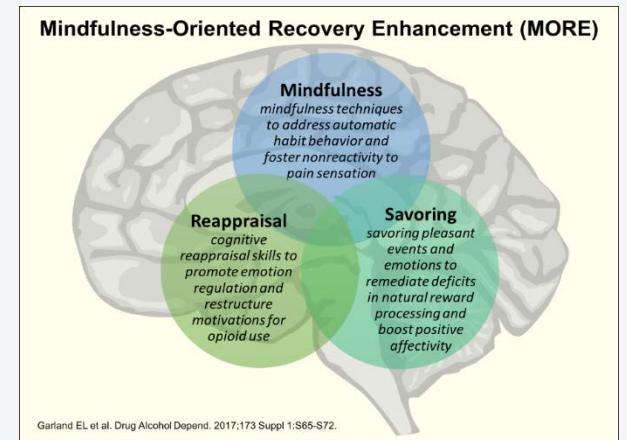 Mindfulness-Oriented Recovery Enhancement (MORE)
Mindfulness
mindfulness techniques
to address automatic
habit behavior and
foster nonreactivity to
pain sensation
Reappraisal
cognitive
reappraisal skills to
promote emotion
regulation and
restructure
motivations for
opioid use
Savoring
savoring pleasant
events and
emotions to
remediate deficits
in natural reward
processing and
boost positive
affectivity
Garland EL et al. Drug Alcohol Depend. 2017;173 Suppl 1:S65-S72.